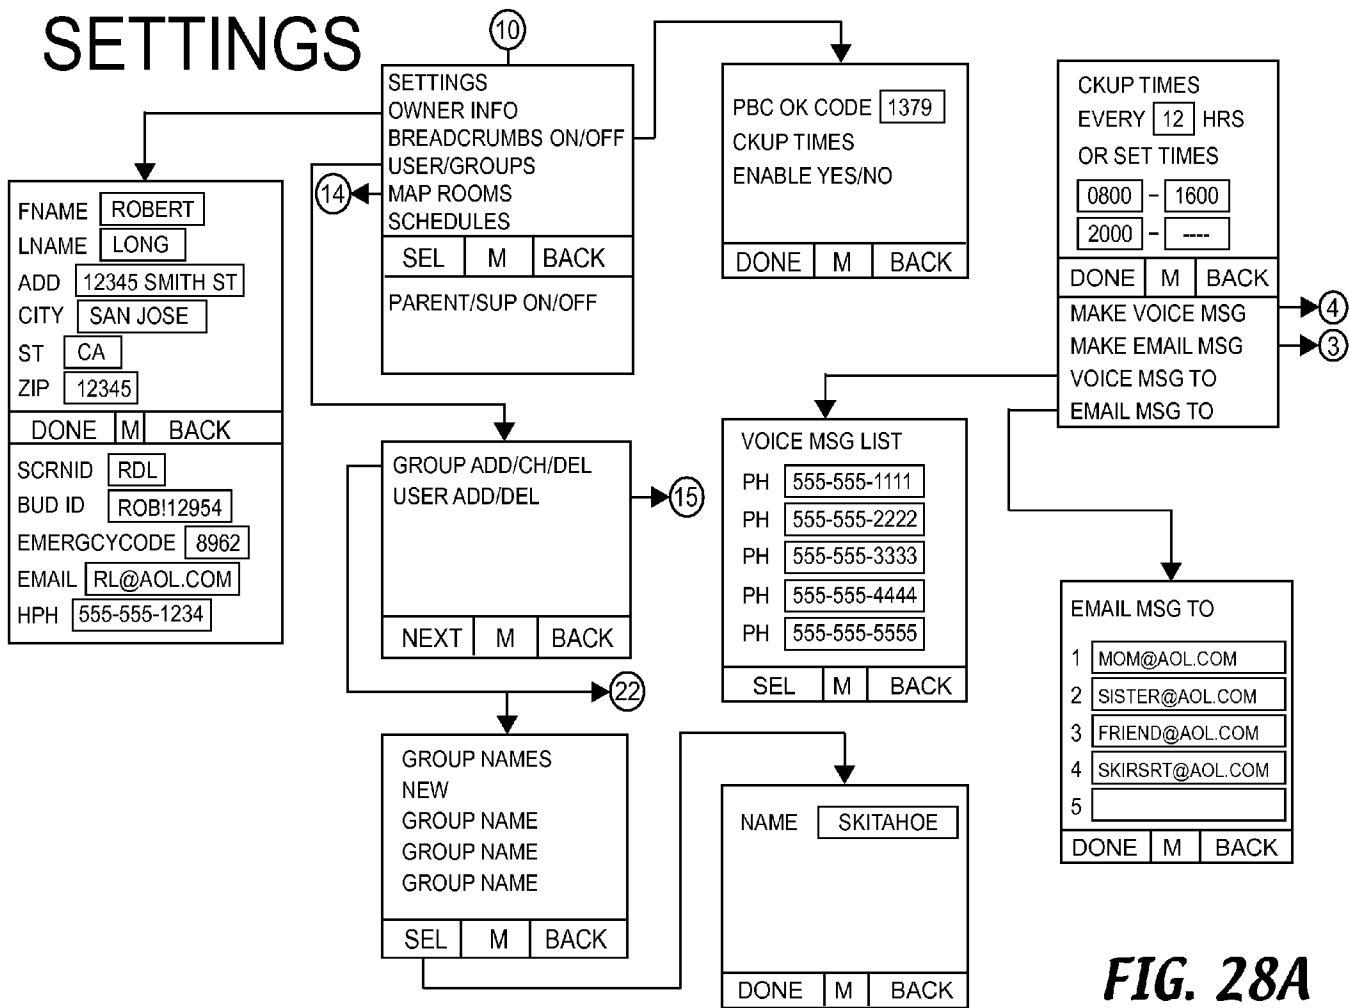 SETTINGS
10
SETTINGS
OWNER INFO
BREADCRUMBS ON/OFF
USER/GROUPS
MAP ROOMS
SCHEDULES
SEL M BACK
PARENT/SUP ON/OFF
14
FNAME ROBERT
LNAME LONG
ADD 12345 SMITH ST
CITY SAN JOSE
ST CA
ZIP 12345
DONE M BACK
SCRNID RDL
BUD ID ROB!12954
EMERGCYCODE 8962
EMAIL RL@AOL.COM
HPH 555-555-1234
PBC OK CODE 1379
CKUP TIMES
ENABLE YES/NO
DONE M BACK
CKUP TIMES
EVERY 12 HRS
OR SET TIMES
0800 - 1600
2000 - ----
DONE M BACK
MAKE VOICE MSG
MAKE EMAIL MSG
VOICE MSG TO
EMAIL MSG TO
4
3
GROUP ADD/CH/DEL
USER ADD/DEL
NEXT M BACK
15
22
VOICE MSG LIST
PH 555-555-1111
PH 555-555-2222
PH 555-555-3333
PH 555-555-4444
PH 555-555-5555
SEL M BACK
EMAIL MSG TO
1 MOM@AOL.COM
2 SISTER@AOL.COM
3 FRIEND@AOL.COM
4 SKIRSRT@AOL.COM
5
DONE M BACK
GROUP NAMES
NEW
GROUP NAME
GROUP NAME
GROUP NAME
SEL M BACK
NAME SKITAHOE
DONE M BACK
FIG. 28A